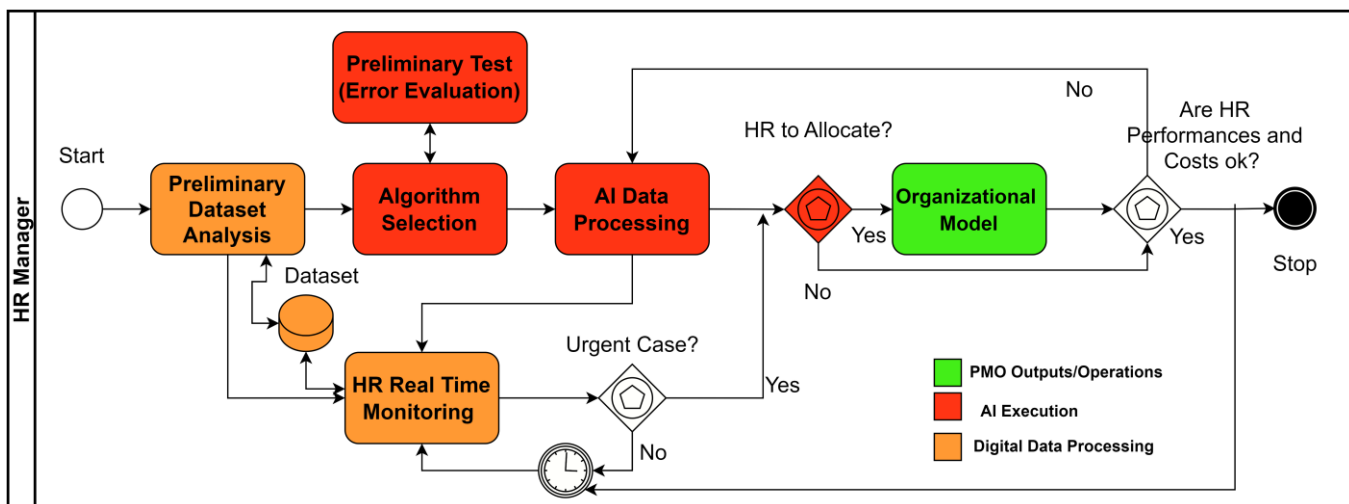 HR Manager
Start
Preliminary
Dataset
Analysis
Dataset
Preliminary Test
(Error Evaluation)
Algorithm
Selection
AI Data
Processing
HR Real Time
Monitoring
Urgent Case?
Yes
No
HR to Allocate?
Yes
No
Organizational
Model
No
Are HR
Performances and
Costs ok?
Yes
Stop
PMO Outputs/Operations
AI Execution
Digital Data Processing